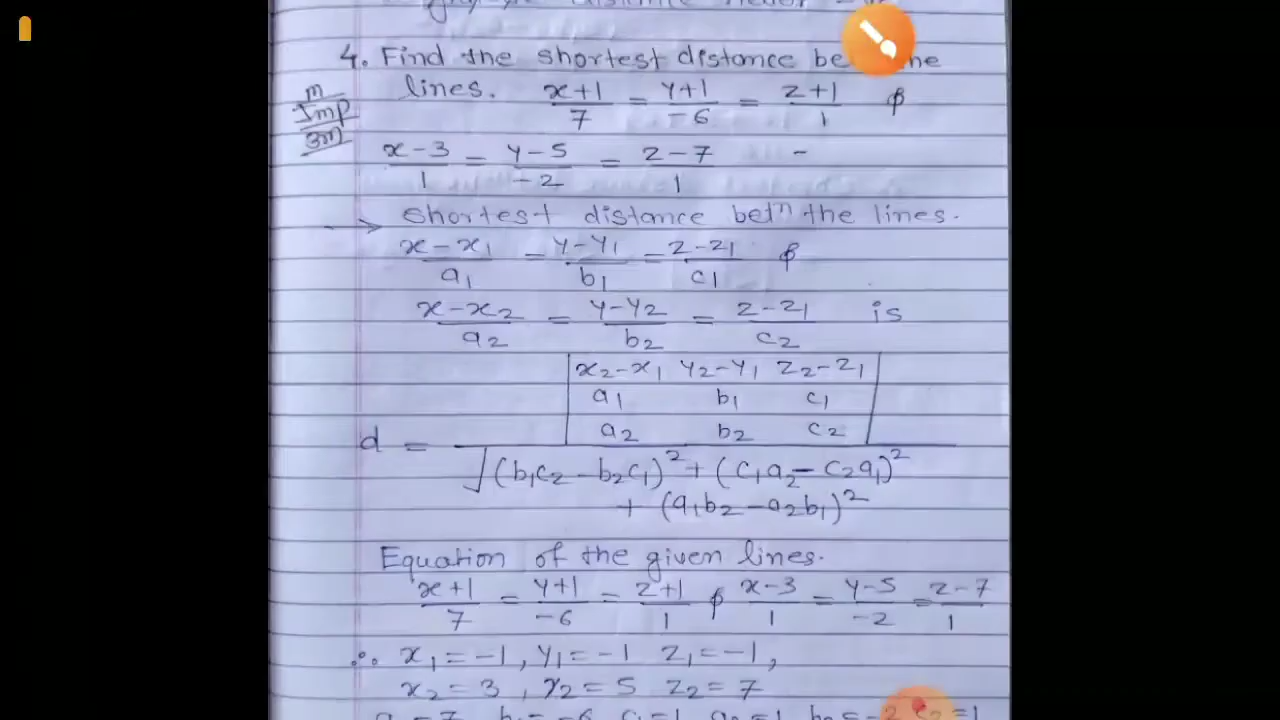 4. Find the shortest distance be he
lines. x+1/7 = y+1/-6 = z+1/1 &
m
Imp
3m
x-3/1 = y-5/-2 = z-7/1 -
→ shortest distance betn the lines.
x-x1/a1 = y-y1/b1 = z-z1/c1 &
x-x2/a2 = y-y2/b2 = z-z1/c2 is
x2-x1 y2-y1 z2-z1
a1 b1 c1
a2 b2 c2
d =
√(b1c2-b2c1)² + (c1a2-c2a1)²
+ (a1b2-a2b1)²
Equation of the given lines.
x+1/7 = y+1/-6 = z+1/1 & x-3/1 = y-5/-2 = z-7/1
∴ x1=-1, y1=-1 z1=-1,
x2=3, y2=5 z2=7